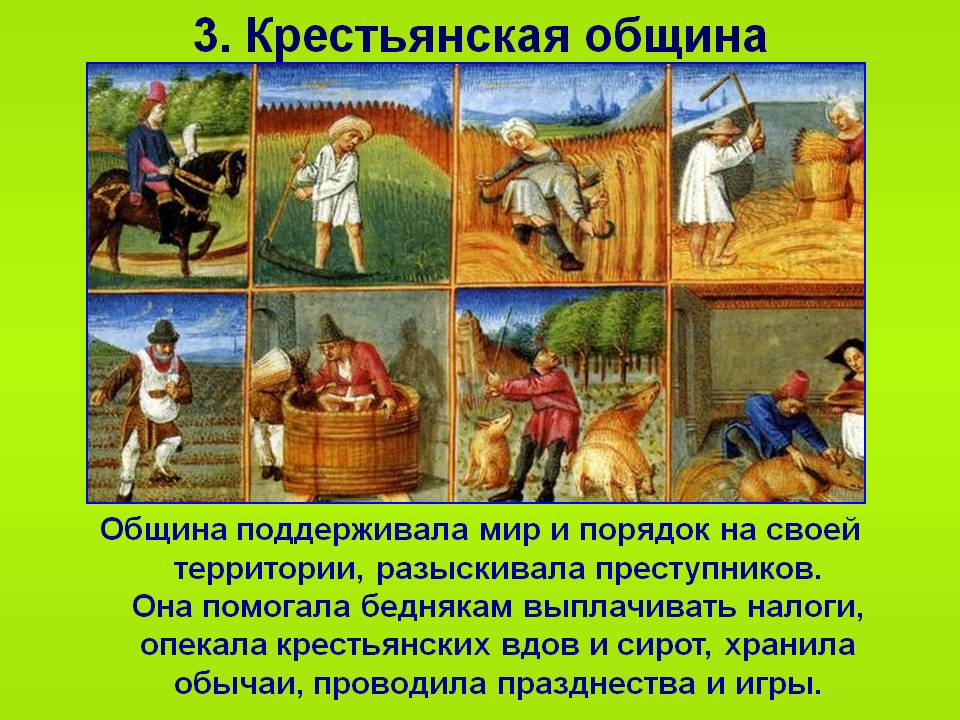 3. Крестьянская община
Община поддерживала мир и порядок на своей
территории, разыскивала преступников.
Она помогала беднякам выплачивать налоги,
опекала крестьянских вдов и сирот, хранила
обычаи, проводила празднества и игры.